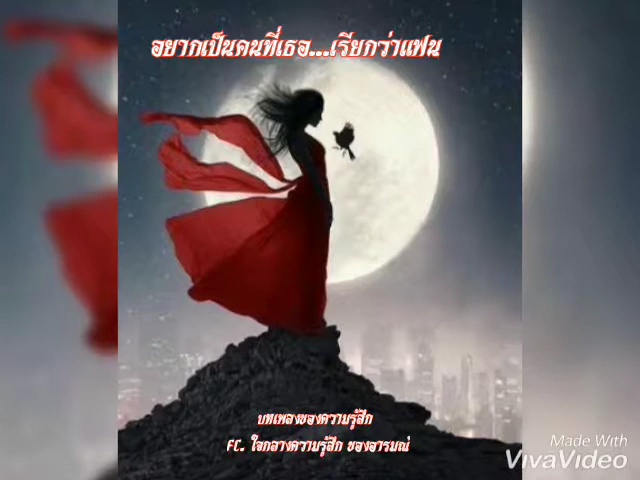 อยากเป็นคนที่เธอ...เรียกว่าแฟน
บทเพลงของความรู้สึก
FC. ใจกลางความรู้สึก ของอารมณ์
Made With
VivaVideo